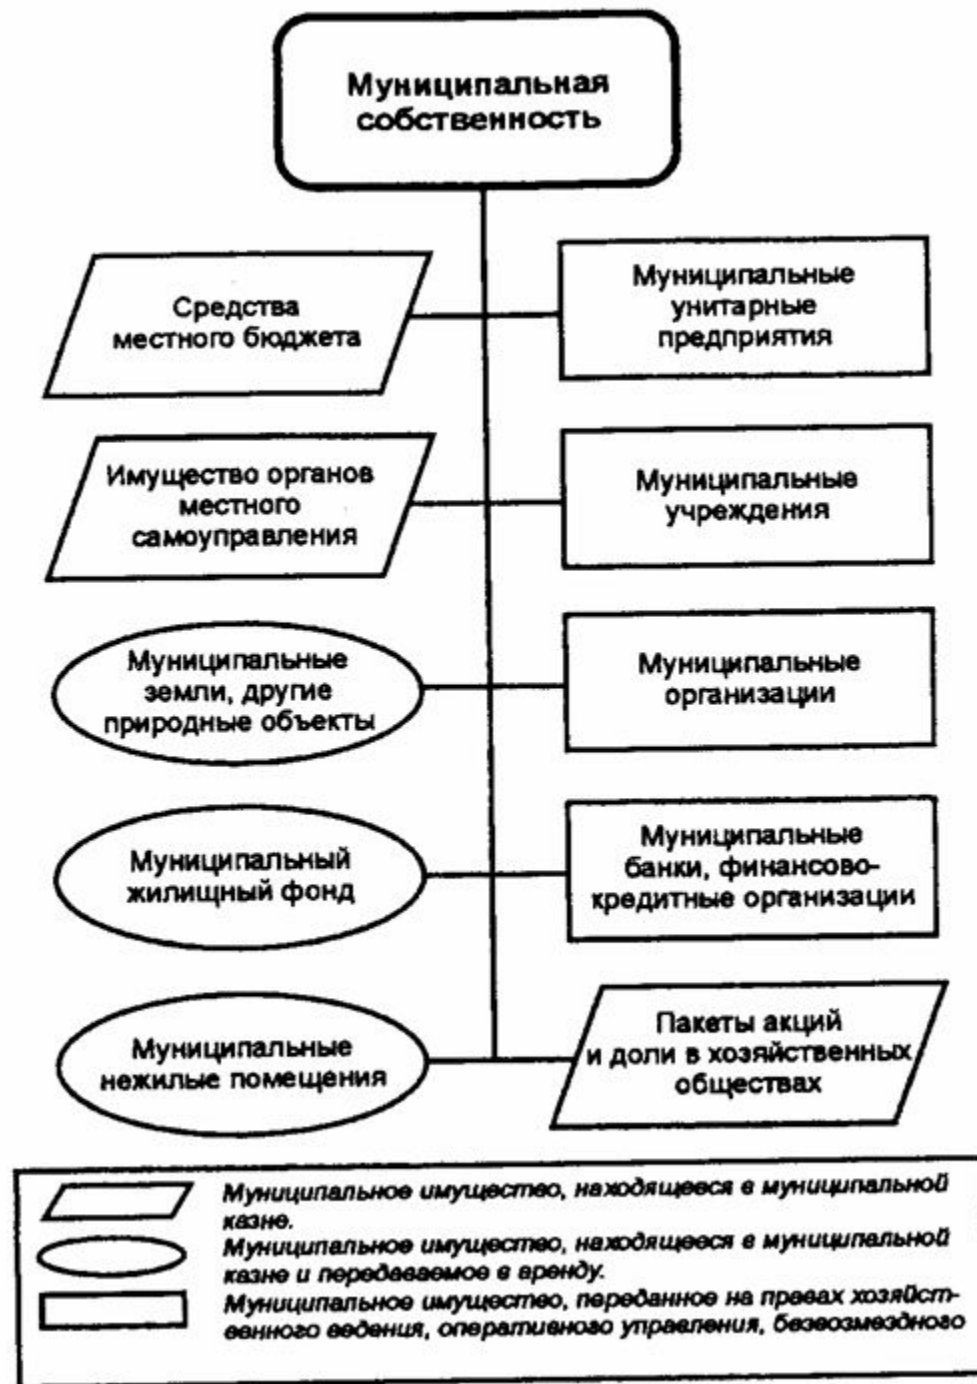 Муниципальная
собственность
Средства
местного бюджета
Муниципальные
унитарные
предприятия
Имущество органов
местного
самоуправления
Муниципальные
учреждения
Муниципальные
земли, другие
природные объекты
Муниципальные
организации
Муниципальный
жилищный фонд
Муниципальные
банки, финансово-
кредитные организации
Муниципальные
нежилые помещения
Пакеты акций
и доли в хозяйственных
обществах
Муниципальное имущество, находящееся в муниципальной
казне.
Муниципальное имущество, находящееся в муниципальной
казне и передаваемое в аренду.
Муниципальное имущество, переданное на правах хозяйст-
венного ведения, оперативного управления, безвозмездного